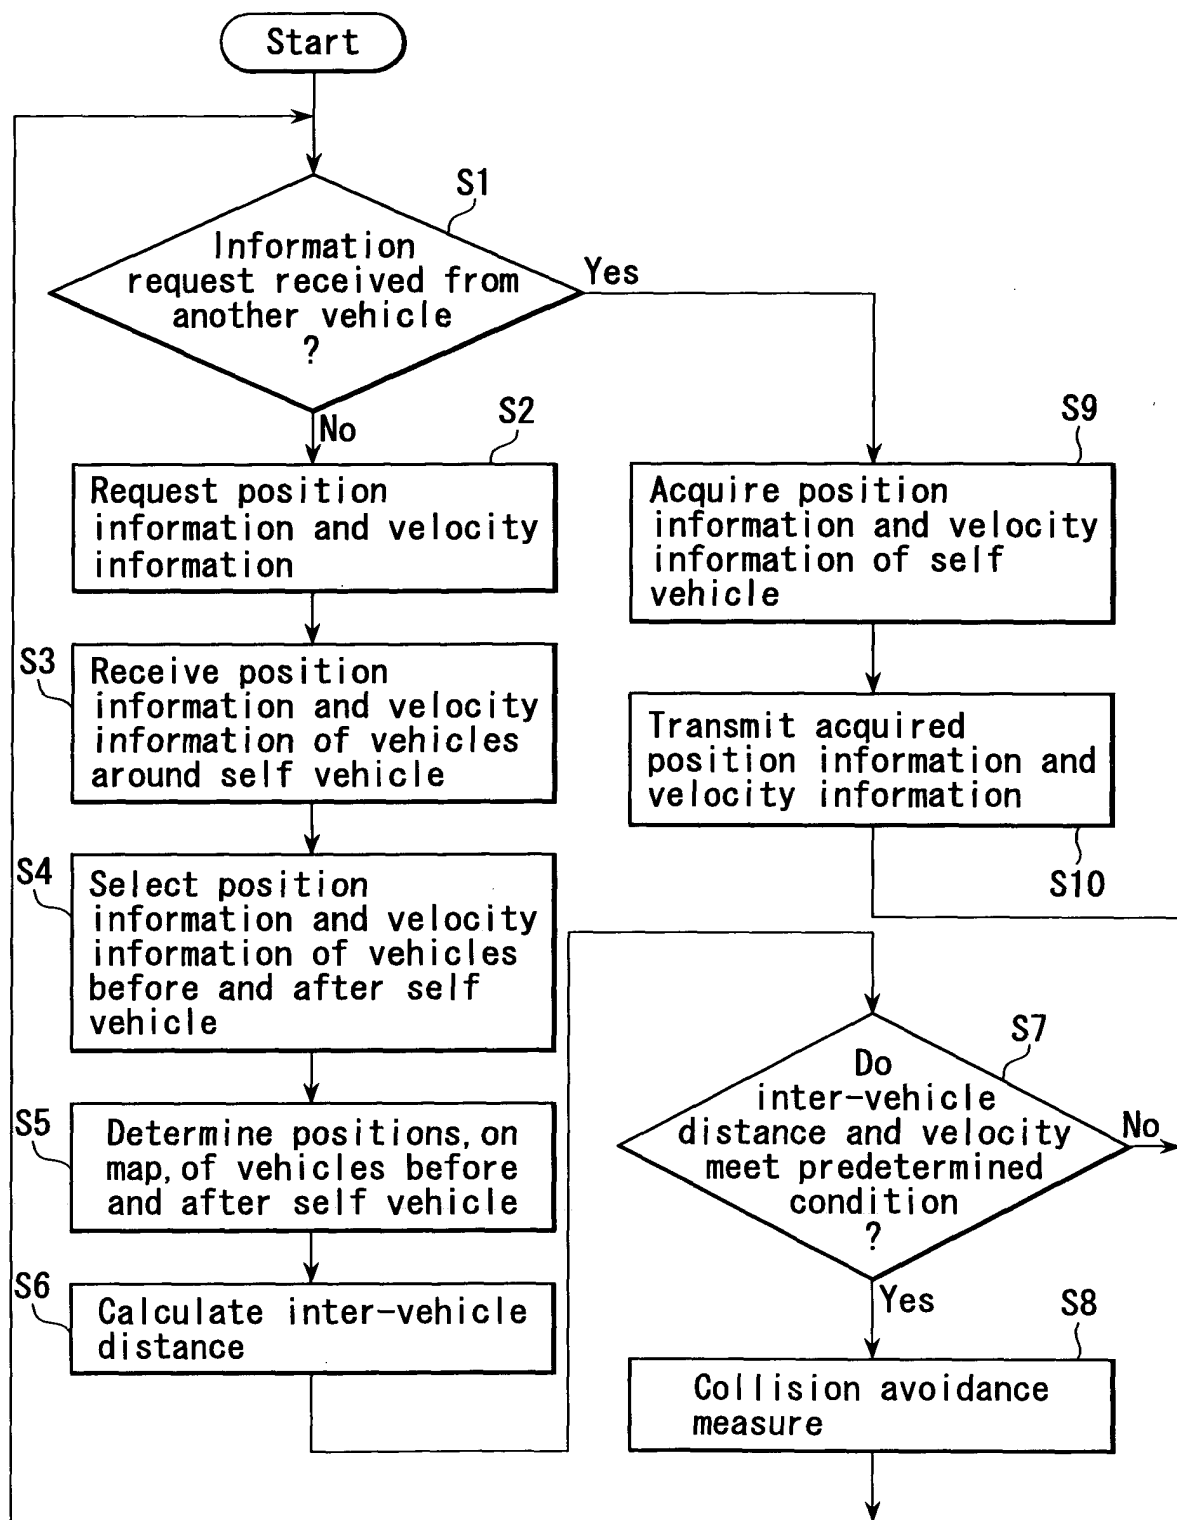 Start
S1
Information
request received from
another vehicle
?
Yes
No
S2
Request position
information and velocity
information
S3
Receive position
information and velocity
information of vehicles
around self vehicle
S4
Select position
information and velocity
information of vehicles
before and after self
vehicle
S5
Determine positions, on
map, of vehicles before
and after self vehicle
S6
Calculate inter-vehicle
distance
S9
Acquire position
information and velocity
information of self
vehicle
Transmit acquired
position information and
velocity information
S10
S7
Do
inter-vehicle
distance and velocity
meet predetermined
condition
?
No
Yes
S8
Collision avoidance
measure